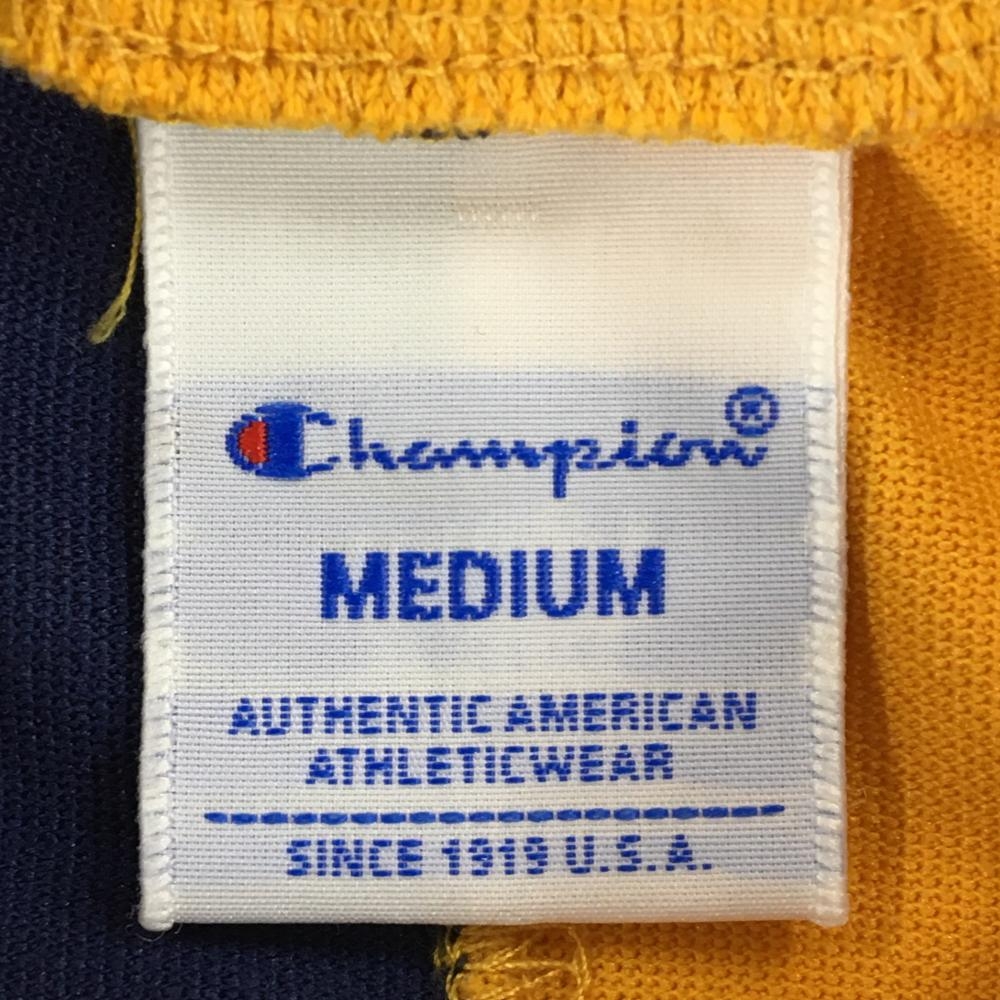 Champion®
MEDIUM
AUTHENTIC AMERICAN
ATHLETICWEAR
SINCE 1919 U.S.A.